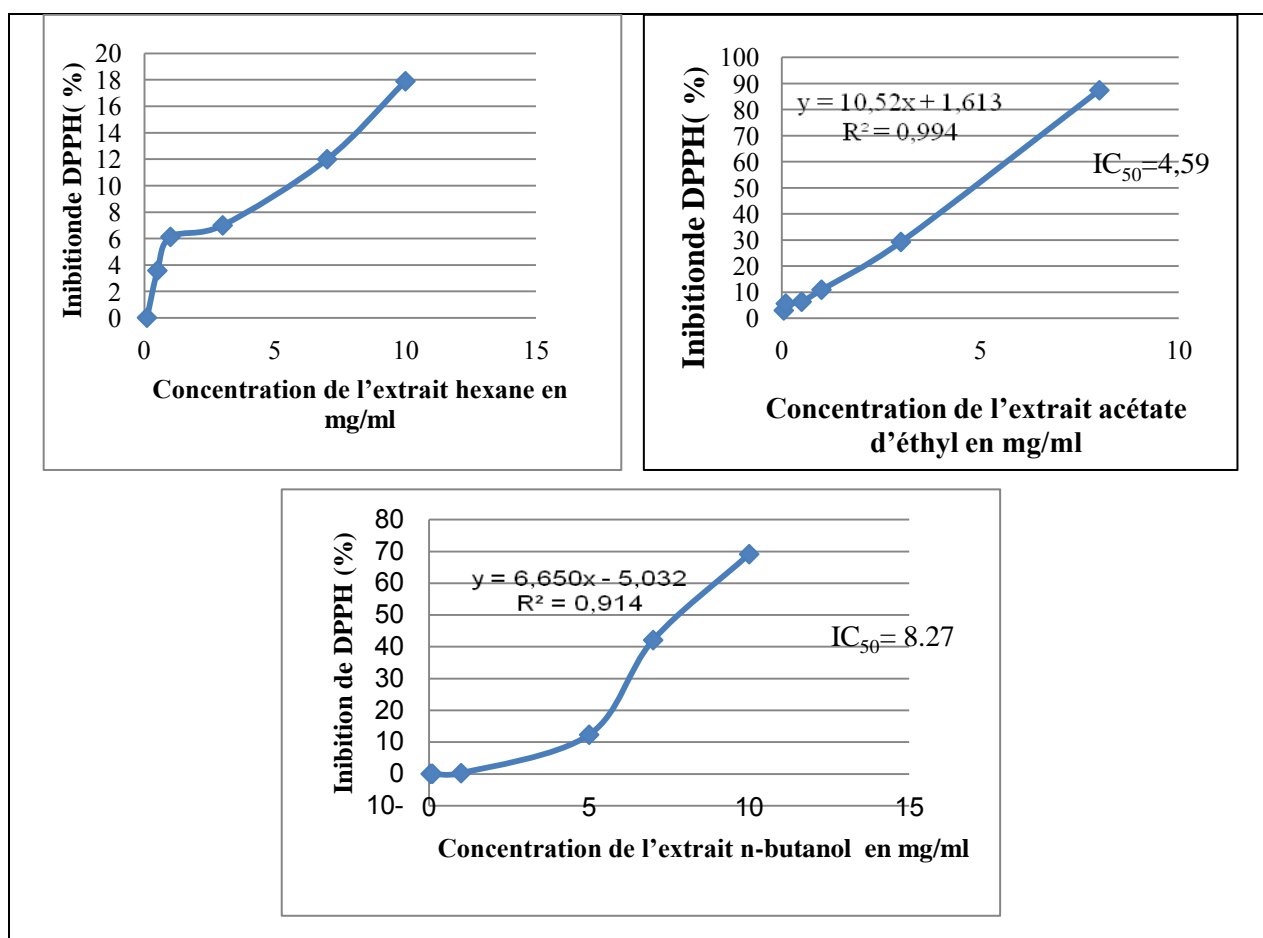 20
18
16
14
12
10
8
6
4
2
0
0 5 10 15
Inibitionde DPPH( %)
Concentration de l’extrait hexane en
mg/ml
100
90
80
70
60
50
40
30
20
10
0
0 5 10
Inibitionde DPPH( %)
y = 10,52x + 1,613
R² = 0,994
IC₅₀=4,59
Concentration de l’extrait acétate
d’éthyl en mg/ml
80
70
60
50
40
30
20
10
0
10-
0 5 10 15
Inibition de DPPH (%)
y = 6,650x - 5,032
R² = 0,914
IC₅₀= 8.27
Concentration de l’extrait n-butanol en mg/ml